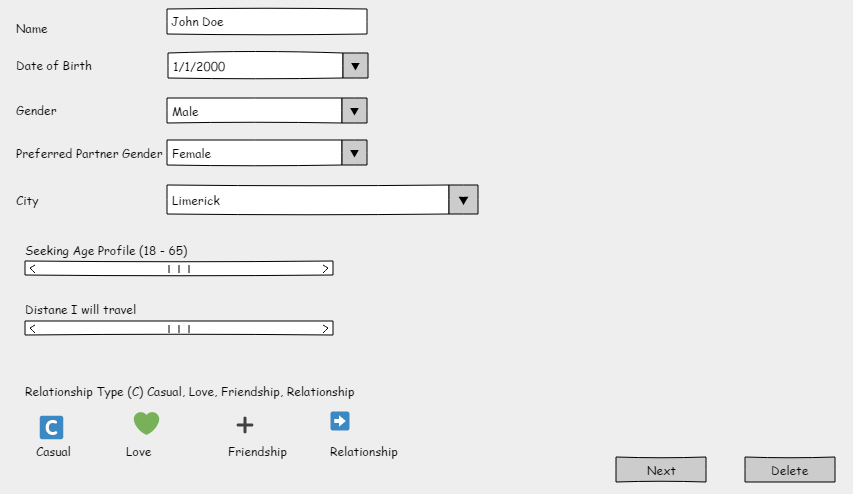 Name John Doe
Date of Birth 1/1/2000
Gender Male
Preferred Partner Gender Female
City Limerick
Seeking Age Profile (18 - 65)
Distane I will travel
Relationship Type (C) Casual, Love, Friendship, Relationship
C
Casual Love Friendship Relationship
Next Delete